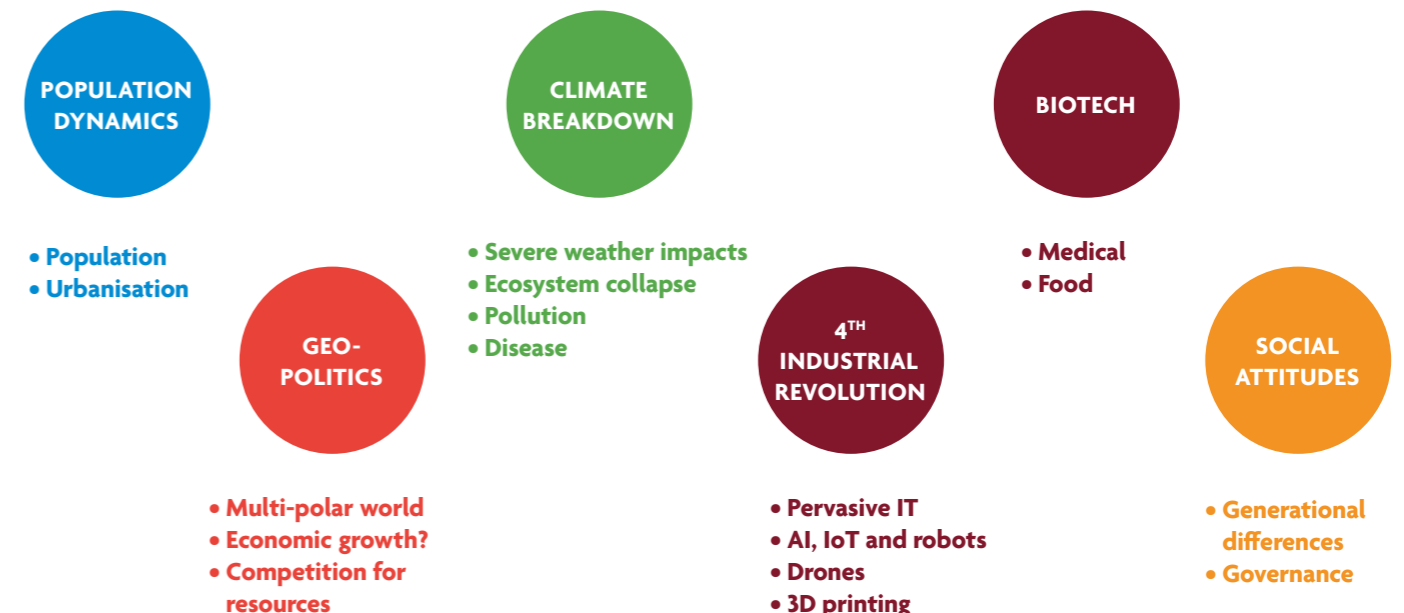 POPULATION
DYNAMICS
• Population
• Urbanisation
GEO-
POLITICS
• Multi-polar world
• Economic growth?
• Competition for
resources
CLIMATE
BREAKDOWN
• Severe weather impacts
• Ecosystem collapse
• Pollution
• Disease
4TH
INDUSTRIAL
REVOLUTION
• Pervasive IT
• AI, IoT and robots
• Drones
• 3D printing
BIOTECH
• Medical
• Food
SOCIAL
ATTITUDES
• Generational
differences
• Governance